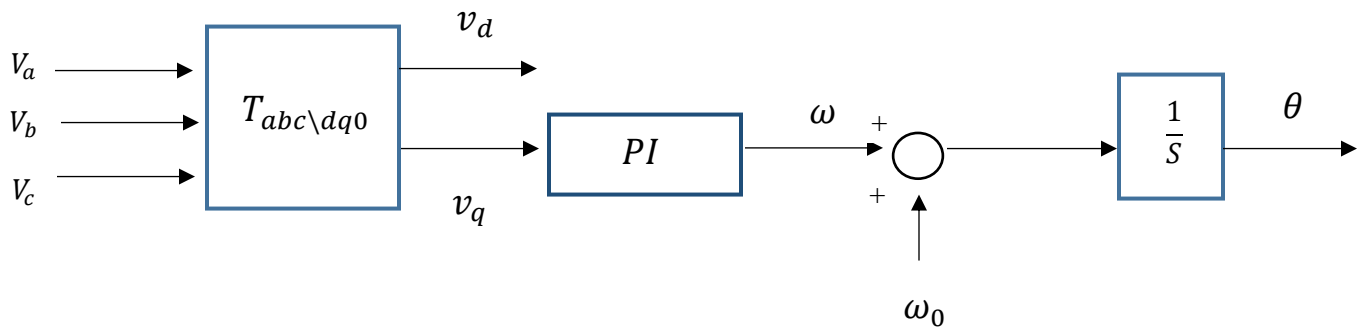 V_a
V_b
V_c
T_{abc\dq0}
v_d
v_q
PI
ω
+
+
ω_0
1
S
θ